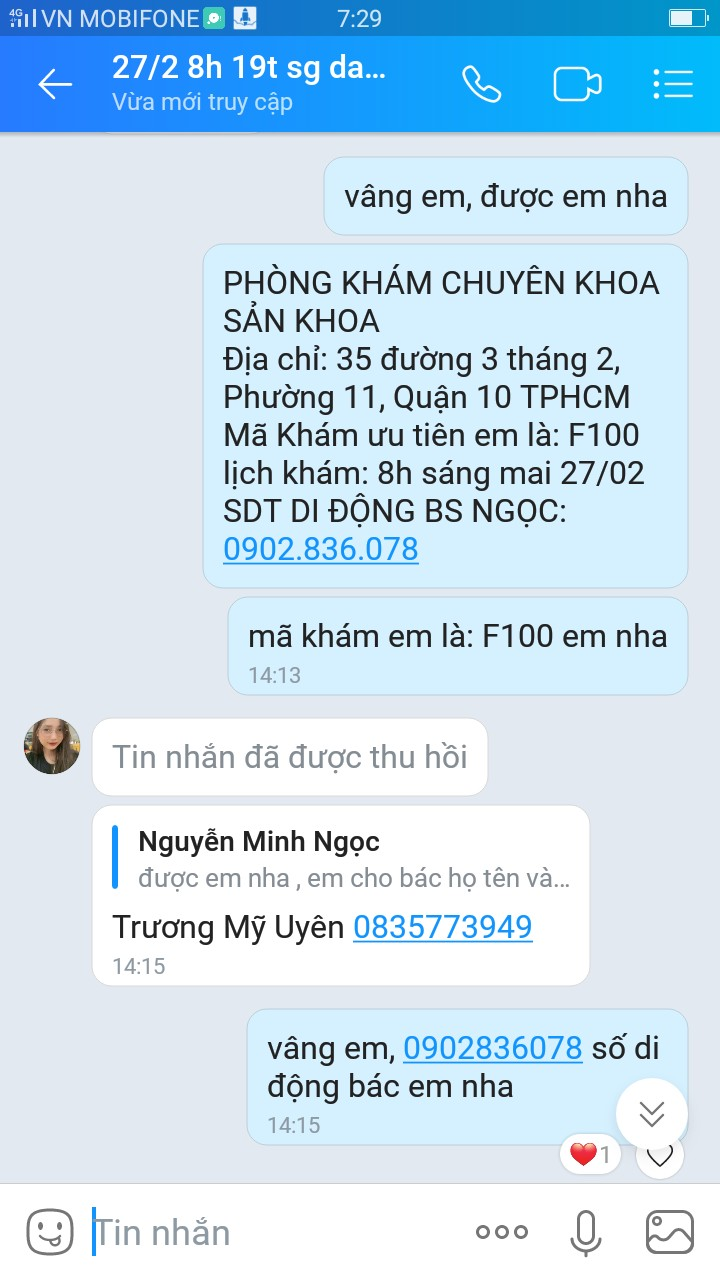 4G VN MOBIFONE 7:29
27/2 8h 19t sg da...
Vừa mới truy cập
vâng em, được em nha
PHÒNG KHÁM CHUYÊN KHOA
SẢN KHOA
Địa chỉ: 35 đường 3 tháng 2,
Phường 11, Quận 10 TPHCM
Mã Khám ưu tiên em là: F100
lịch khám: 8h sáng mai 27/02
SDT DI ĐỘNG BS NGỌC:
0902.836.078
mã khám em là: F100 em nha
14:13
Tin nhắn đã được thu hồi
Nguyễn Minh Ngọc
được em nha , em cho bác họ tên và...
Trương Mỹ Uyên 0835773949
14:15
vâng em, 0902836078 số di
động bác em nha
14:15
1
Tin nhắn